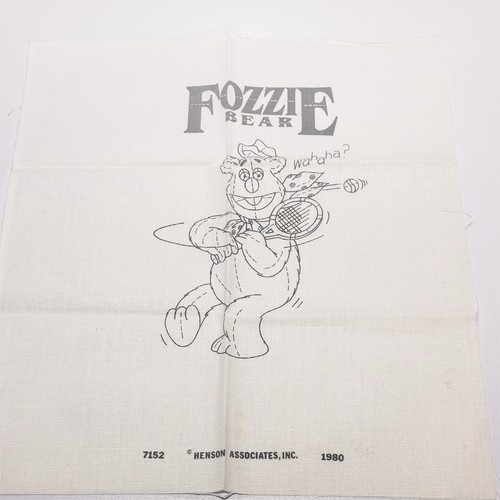 FOZZIE
BEAR
Wahaha?
7152 © HENSON ASSOCIATES, INC. 1980